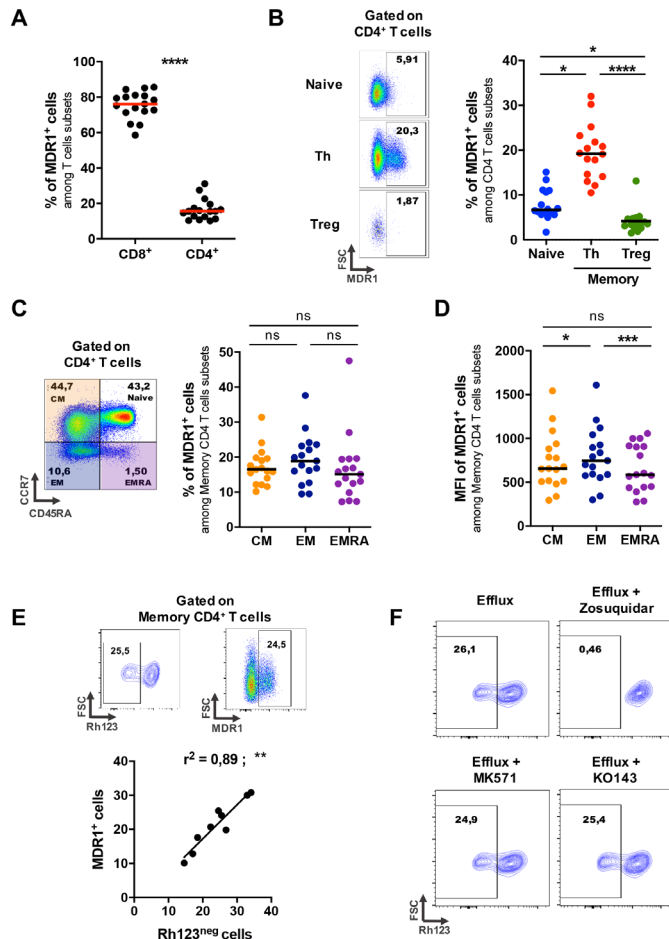 A
****
% of MDR1+ cells
among T cells subsets
100
80
60
40
20
0
CD8+
CD4+
B
Gated on
CD4+ T cells
Naive
5,91
Th
20,3
Treg
1,87
FSC
MDR1
*
*
****
% of MDR1+ cells
among CD4 T cells subsets
40
30
20
10
0
Naive
Th
Treg
Memory
C
Gated on
CD4+ T cells
44,7
CM
43,2
Naive
10,6
EM
1,50
EMRA
CCR7
CD45RA
ns
ns
ns
% of MDR1+ cells
among Memory CD4 T cells subsets
50
40
30
20
10
0
CM
EM
EMRA
D
ns
*
***
MFI of MDR1+ cells
among Memory CD4 T cells subsets
2000
1500
1000
500
0
CM
EM
EMRA
E
Gated on
Memory CD4+ T cells
25,5
FSC
Rh123
24,5
FSC
MDR1
r2 = 0,89 ; **
MDR1+ cells
40
30
20
10
0
0
10
20
30
40
Rh123neg cells
F
Efflux
26,1
Efflux +
Zosuquidar
0,46
Efflux +
MK571
24,9
Efflux +
KO143
25,4
FSC
Rh123